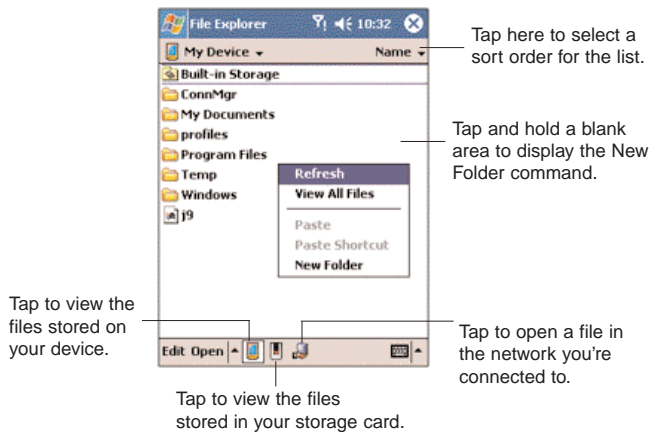 File Explorer 10:32
My Device Name
Built-in Storage
ConnMgr
My Documents
profiles
Program Files
Temp
Windows
j9
Refresh
View All Files
Paste
Paste Shortcut
New Folder
Edit Open
Tap here to select a
sort order for the list.
Tap and hold a blank
area to display the New
Folder command.
Tap to view the
files stored on
your device.
Tap to open a file in
the network you're
connected to.
Tap to view the files
stored in your storage card.